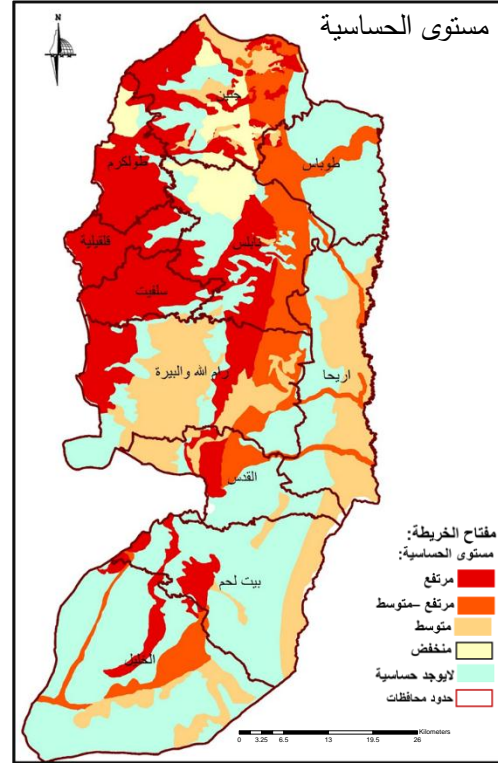 مستوى الحساسية
N
جنين
طوباس
طولكرم
قلقيلية
نابلس
سلفيت
رام الله والبيرة
اريحا
القدس
بيت لحم
الخليل
مفتاح الخريطة:
مستوى الحساسية:
مرتفع
مرتفع –متوسط
متوسط
منخفض
لايوجد حساسية
حدود محافظات
Kilometers
0 3.25 6.5 13 19.5 26